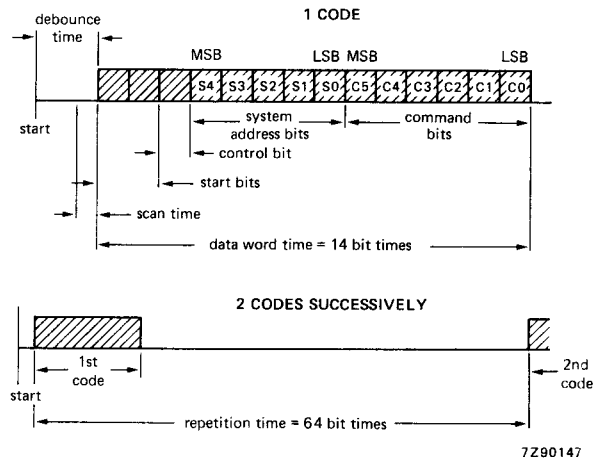 1 CODE
debounce
time
MSB LSB MSB LSB
S4 S3 S2 S1 S0 C5 C4 C3 C2 C1 C0
start
system
address bits
command
bits
control bit
start bits
scan time
data word time = 14 bit times
2 CODES SUCCESSIVELY
1st
code
2nd
code
start
repetition time = 64 bit times
7Z90147